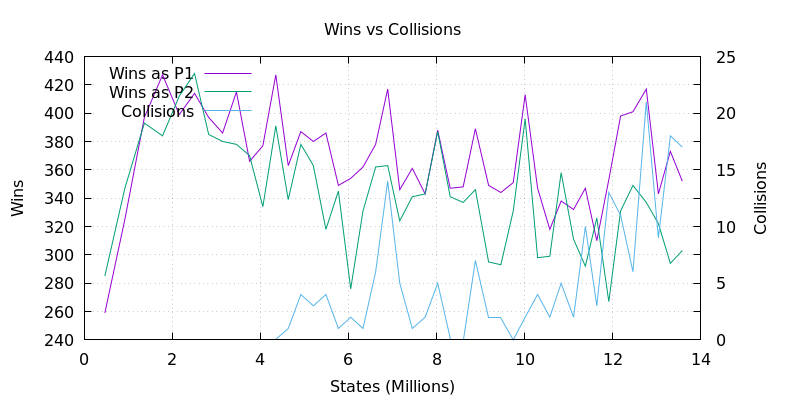 Wins vs Collisions
Wins as P1
Wins as P2
Collisions
440
420
400
380
360
340
320
300
280
260
240
Wins
25
20
15
10
5
0
Collisions
0 2 4 6 8 10 12 14
States (Millions)